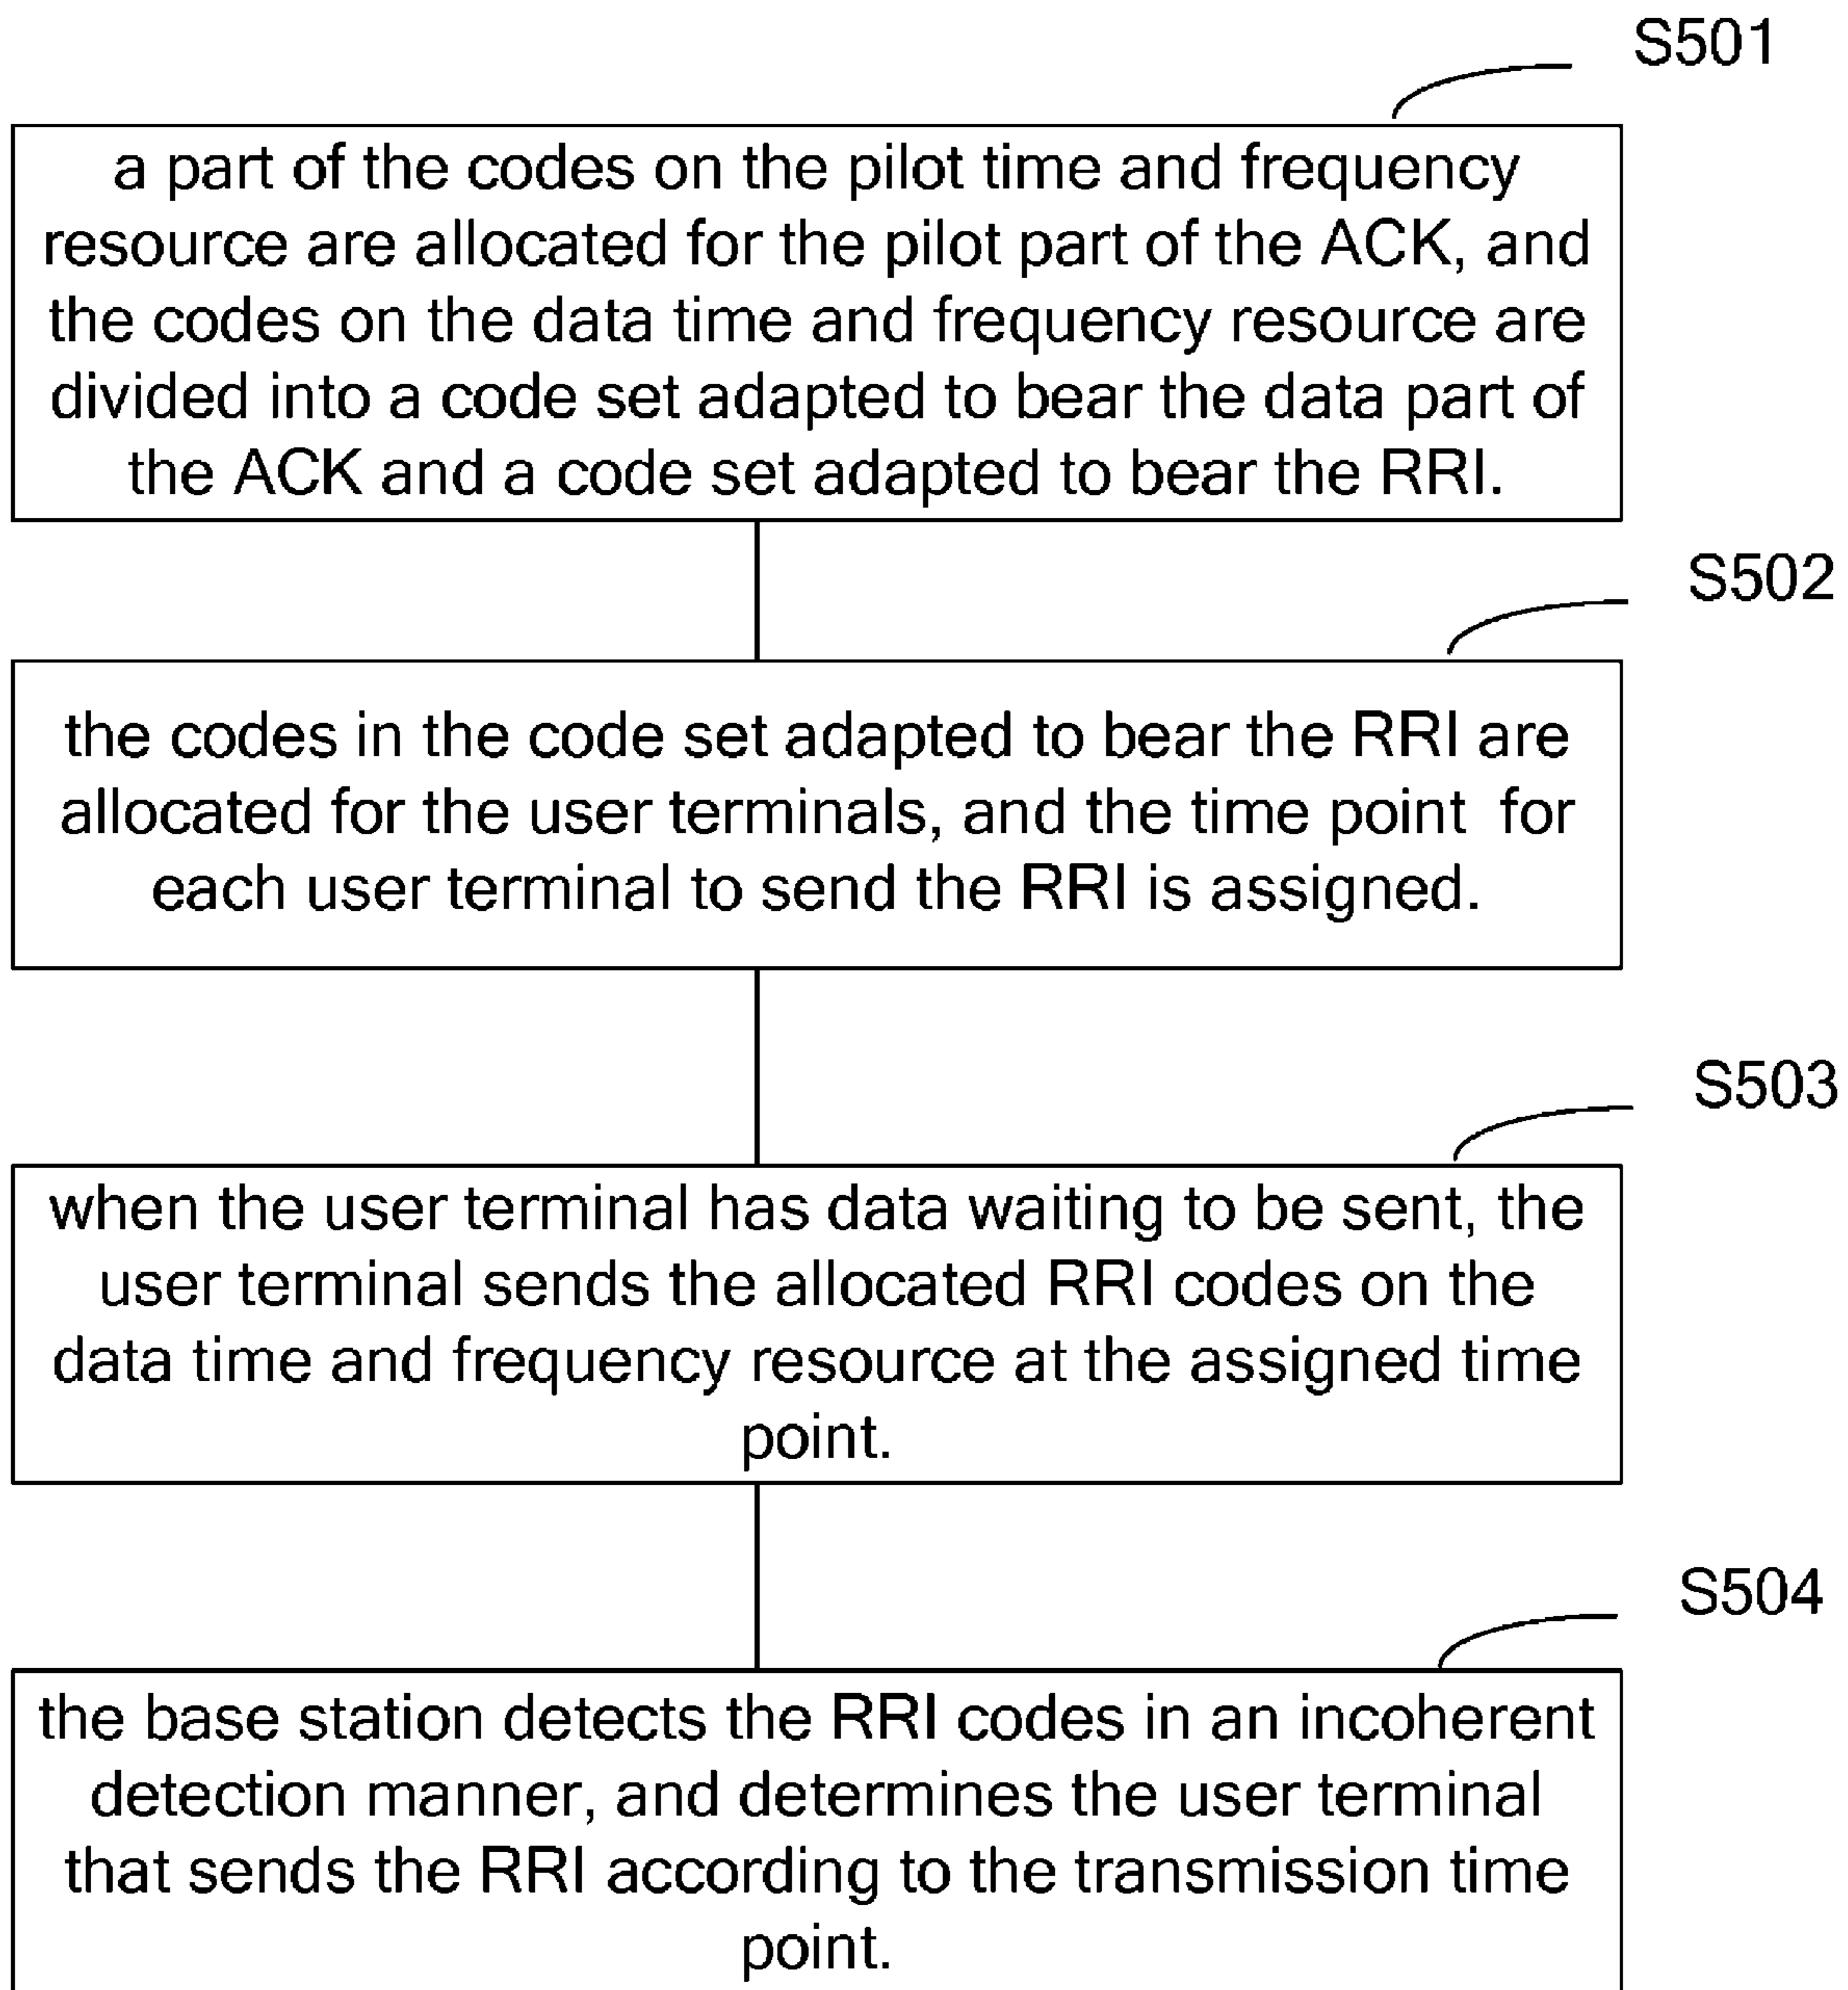 S501
a part of the codes on the pilot time and frequency
resource are allocated for the pilot part of the ACK, and
the codes on the data time and frequency resource are
divided into a code set adapted to bear the data part of
the ACK and a code set adapted to bear the RRI.
S502
the codes in the code set adapted to bear the RRI are
allocated for the user terminals, and the time point for
each user terminal to send the RRI is assigned.
S503
when the user terminal has data waiting to be sent, the
user terminal sends the allocated RRI codes on the
data time and frequency resource at the assigned time
point.
S504
the base station detects the RRI codes in an incoherent
detection manner, and determines the user terminal
that sends the RRI according to the transmission time
point.